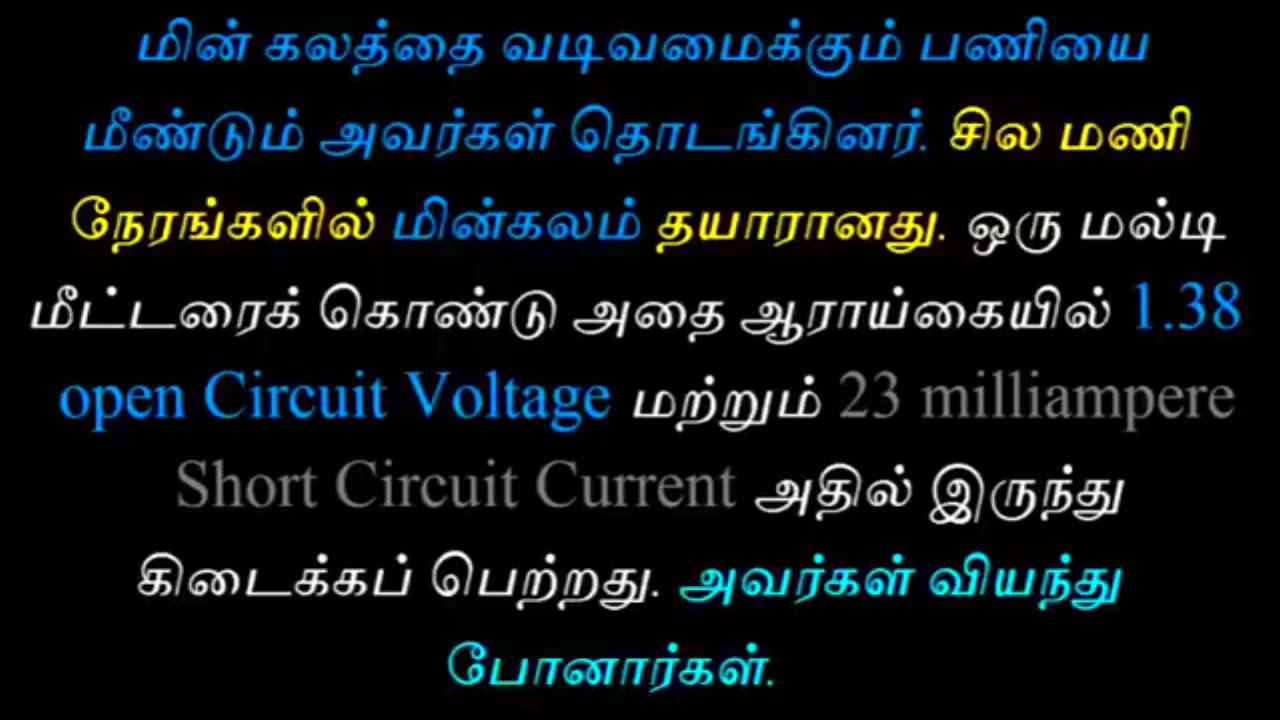 மின் கலத்தை வடிவமைக்கும் பணியை
மீண்டும் அவர்கள் தொடங்கினர். சில மணி
நேரங்களில் மின்கலம் தயாரானது. ஒரு மல்டி
மீட்டரைக் கொண்டு அதை ஆராய்கையில் 1.38
open Circuit Voltage மற்றும் 23 milliampere
Short Circuit Current அதில் இருந்து
கிடைக்கப் பெற்றது. அவர்கள் வியந்து
போனார்கள்.